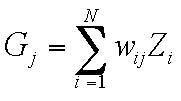 G_j = \sum_{i=1}^{N} w_{ij} Z_i